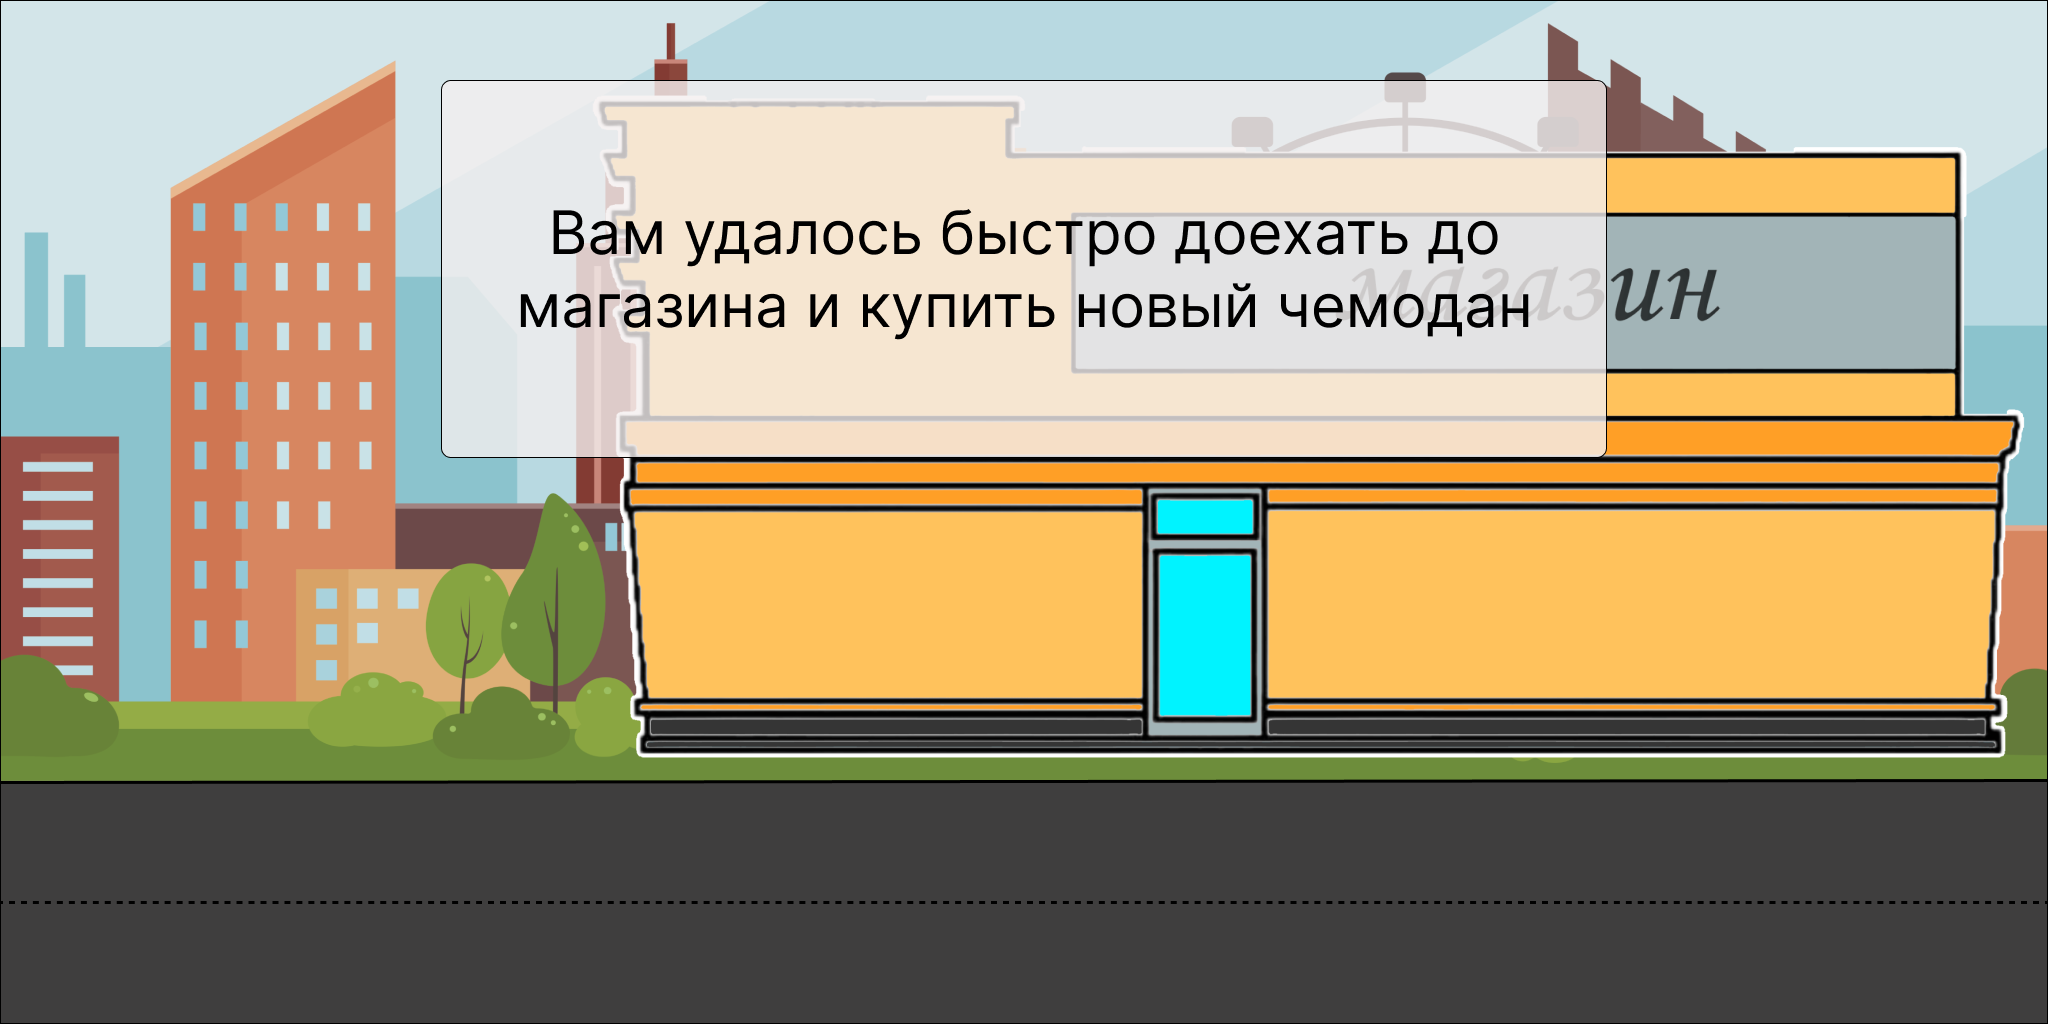 Вам удалось быстро доехать до
магазина и купить новый чемодан
магазин